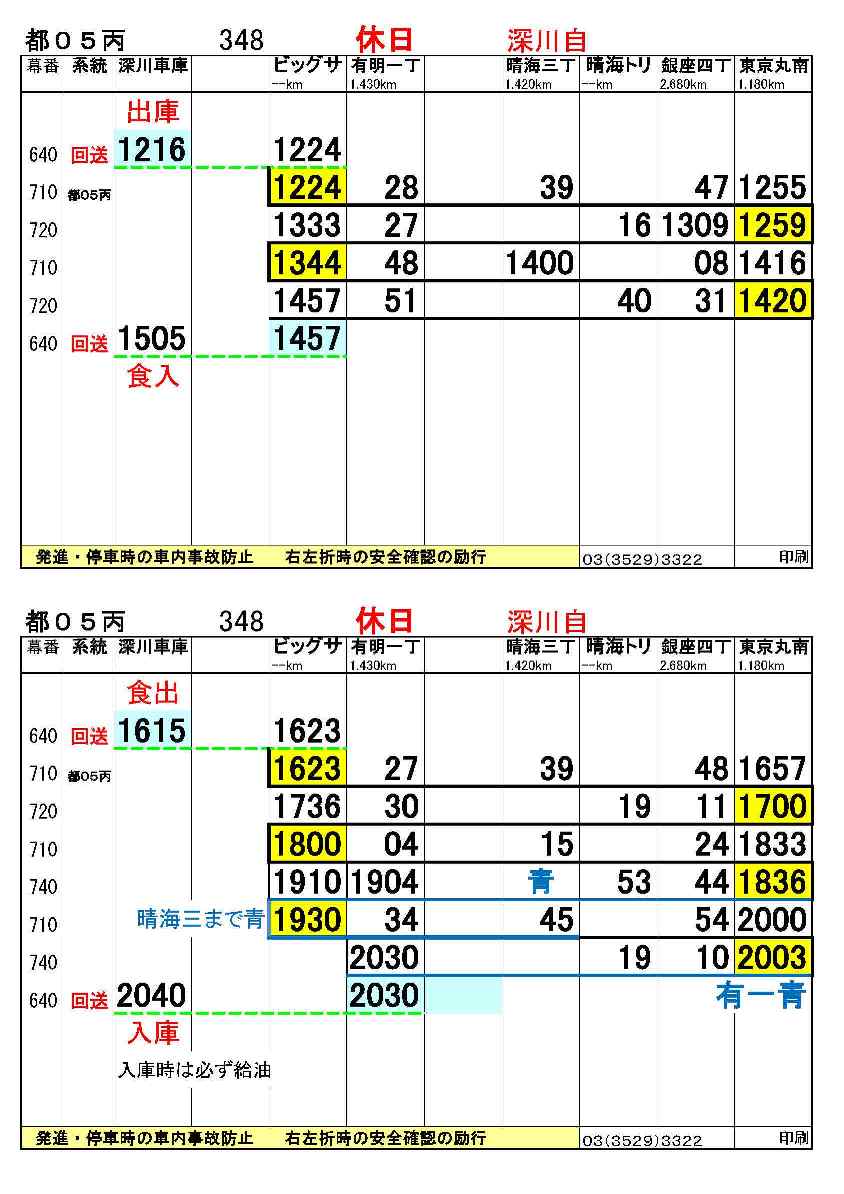 都０５丙 348 休日 深川自
幕番 系統 深川車庫 ビッグサ 有明一丁 晴海三丁 晴海トリ 銀座四丁 東京丸南
--km 1.430km 1.420km --km 2.680km 1.180km
出庫
640 回送 1216 1224
710 都05丙 1224 28 39 47 1255
720 1333 27 16 1309 1259
710 1344 48 1400 08 1416
720 1457 51 40 31 1420
640 回送 1505 1457
食入
発進・停車時の車内事故防止 右左折時の安全確認の励行 03(3529)3322 印刷
都０５丙 348 休日 深川自
幕番 系統 深川車庫 ビッグサ 有明一丁 晴海三丁 晴海トリ 銀座四丁 東京丸南
--km 1.430km 1.420km --km 2.680km 1.180km
食出
640 回送 1615 1623
710 都05丙 1623 27 39 48 1657
720 1736 30 19 11 1700
710 1800 04 15 24 1833
740 1910 1904 青 53 44 1836
710 晴海三まで青 1930 34 45 54 2000
740 2030 19 10 2003
640 回送 2040 2030 有一青
入庫
入庫時は必ず給油
発進・停車時の車内事故防止 右左折時の安全確認の励行 03(3529)3322 印刷